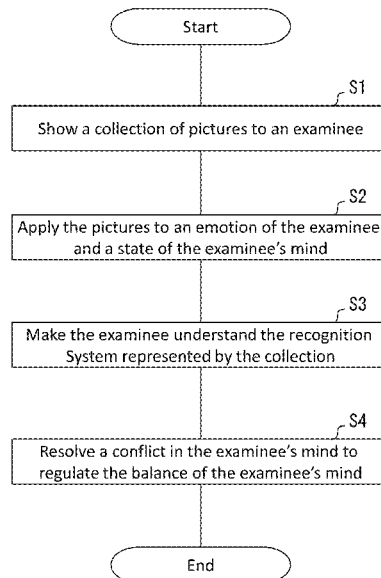 Start
S1
Show a collection of pictures to an examinee
S2
Apply the pictures to an emotion of the examinee
and a state of the examinee's mind
S3
Make the examinee understand the recognition
System represented by the collection
S4
Resolve a conflict in the examinee's mind to
regulate the balance of the examinee's mind
End